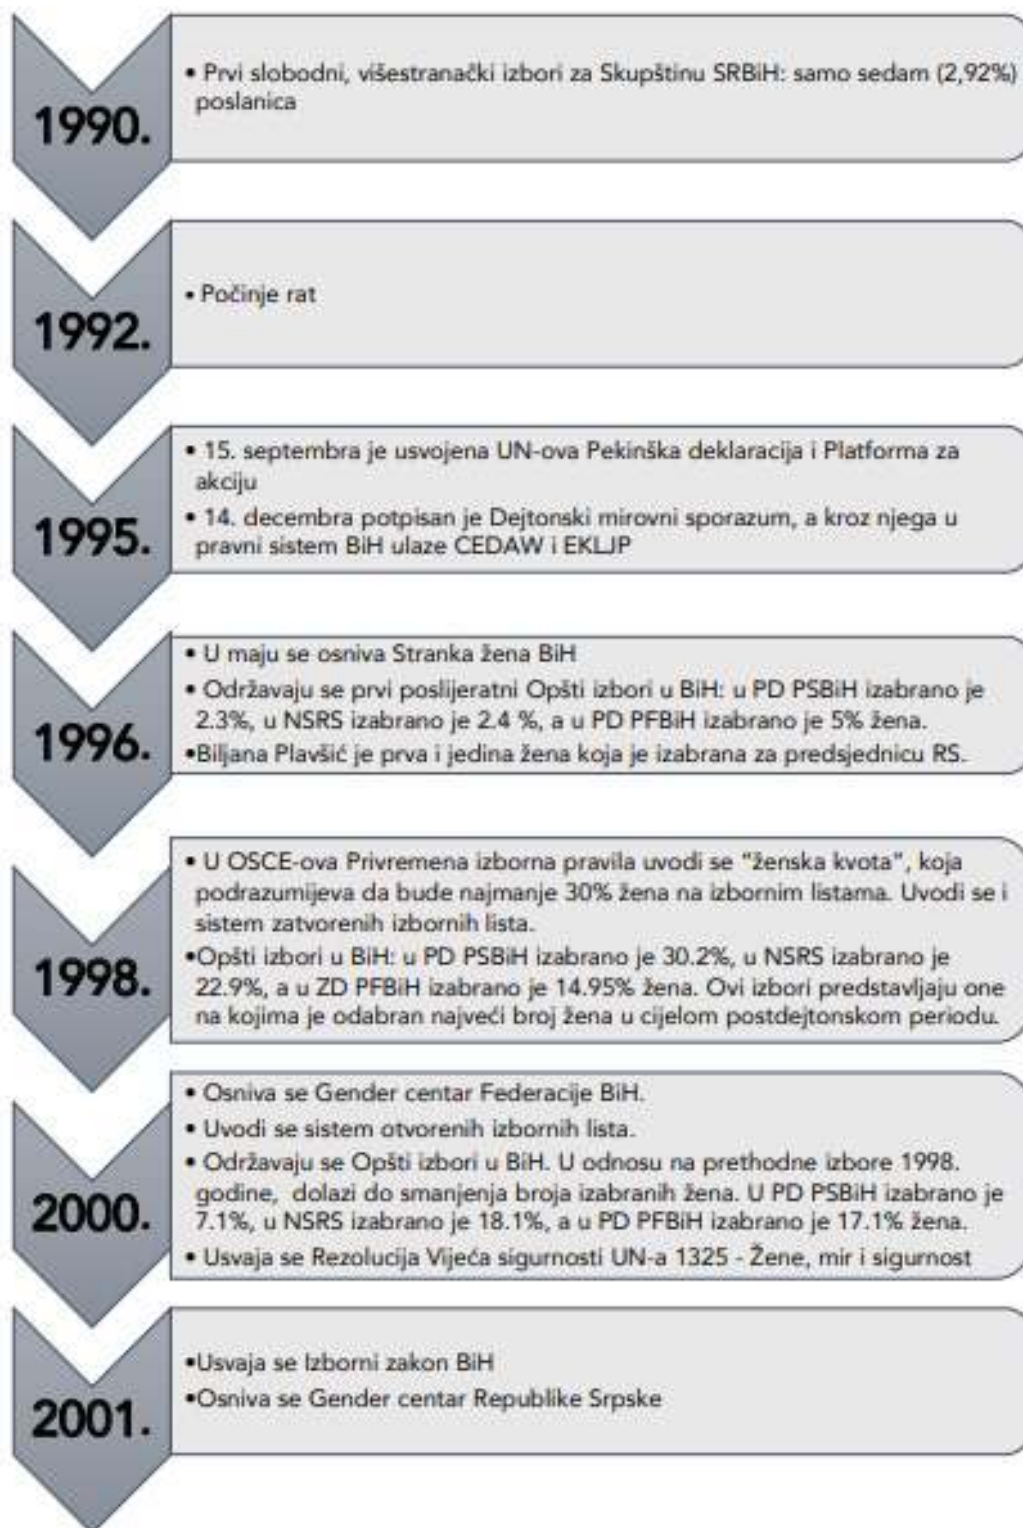 1990.
• Prvi slobodni, višestranački izbori za Skupštinu SRBiH: samo sedam (2,92%)
poslanica
1992.
• Počinje rat
1995.
• 15. septembra je usvojena UN-ova Pekinška deklaracija i Platforma za
akciju
• 14. decembra potpisan je Dejtonski mirovni sporazum, a kroz njega u
pravni sistem BiH ulaze CEDAW i EKLJP
1996.
• U maju se osniva Stranka žena BiH
• Održavaju se prvi poslijeratni Opšti izbori u BiH: u PD PSBiH izabrano je
2.3%, u NSRS izabrano je 2.4 %, a u PD PFBiH izabrano je 5% žena.
•Biljana Plavšić je prva i jedina žena koja je izabrana za predsjednicu RS.
1998.
• U OSCE-ova Privremena izborna pravila uvodi se "ženska kvota", koja
podrazumijeva da bude najmanje 30% žena na izbornim listama. Uvodi se i
sistem zatvorenih izbornih lista.
•Opšti izbori u BiH: u PD PSBiH izabrano je 30.2%, u NSRS izabrano je
22.9%, a u ZD PFBiH izabrano je 14.95% žena. Ovi izbori predstavljaju one
na kojima je odabran najveći broj žena u cijelom postdejtonskom periodu.
2000.
• Osniva se Gender centar Federacije BiH.
• Uvodi se sistem otvorenih izbornih lista.
• Održavaju se Opšti izbori u BiH. U odnosu na prethodne izbore 1998.
godine, dolazi do smanjenja broja izabranih žena. U PD PSBiH izabrano je
7.1%, u NSRS izabrano je 18.1%, a u PD PFBiH izabrano je 17.1% žena.
• Usvaja se Rezolucija Vijeća sigurnosti UN-a 1325 - Žene, mir i sigurnost
2001.
•Usvaja se Izborni zakon BiH
•Osniva se Gender centar Republike Srpske